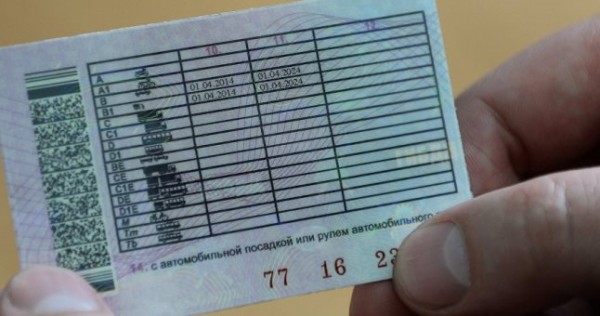 10. 11. 12.
A
A1
B 01.04.2014 01.04.2024
B1 01.04.2014 01.04.2024
C
C1
D
D1
BE
CE
C1E
DE
D1E
M
Tm
Tb
14. с автомобильной посадкой или рулем автомобильного
77 16 23